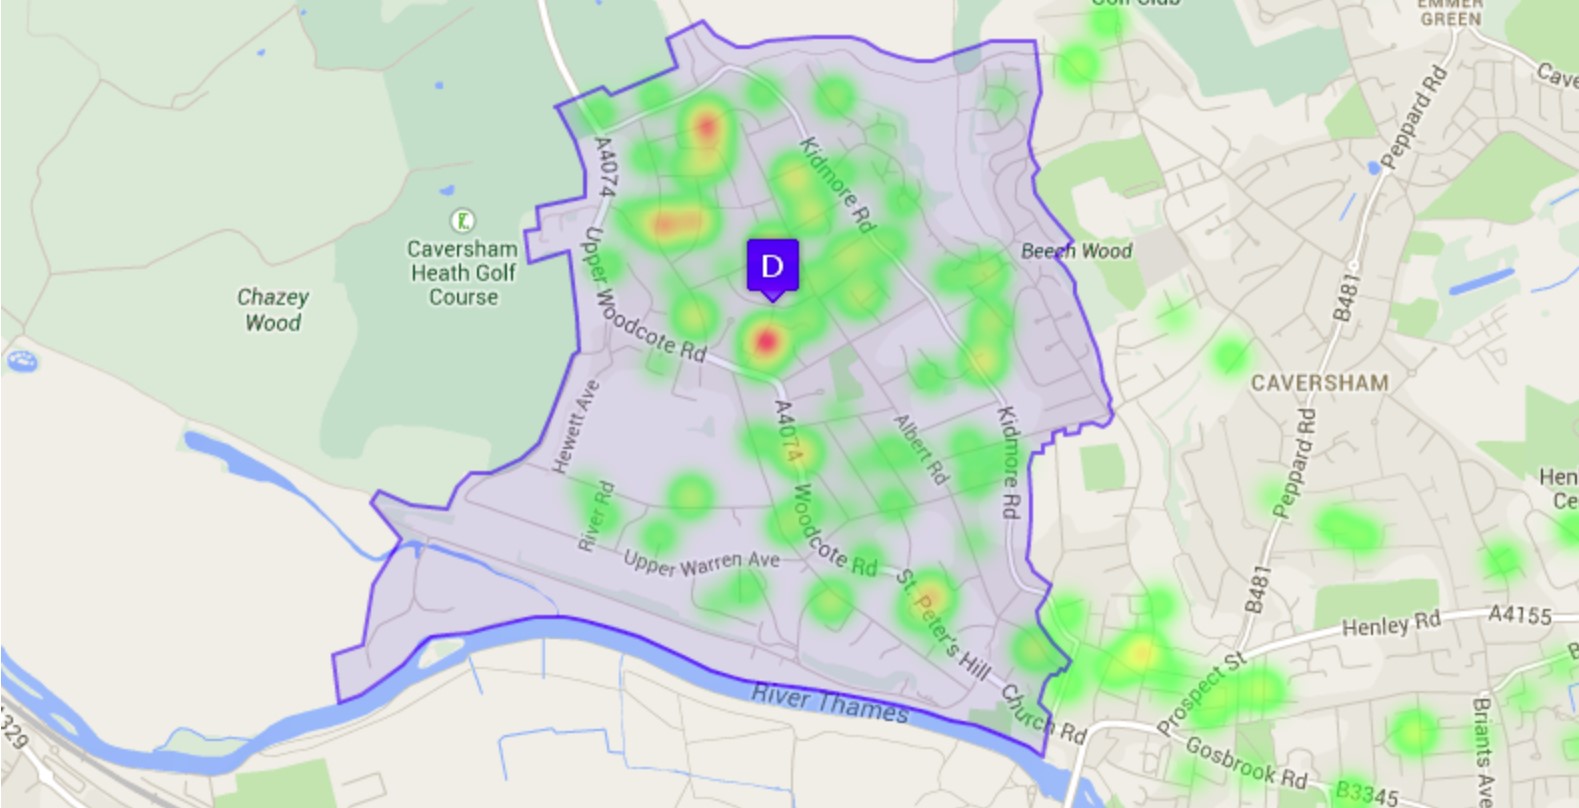 Golf Club
EMMER
GREEN
Cave
Peppard Rd
A4074
Kidmore Rd
Caversham
Heath Golf
Course
Beech Wood
D
Chazey
Wood
Upper Woodcote Rd
B481
CAVERSHAM
Hewett Ave
A4074
Albert Rd
Kidmore Rd
Peppard Rd
Hen
Ce
River Rd
Woodcote Rd
Upper Warren Ave
St. Peter's Hill
B481
Henley Rd
A4155
B
Prospect St
River Thames
Church Rd
Gosbrook Rd
Briants Ave
B3345
329